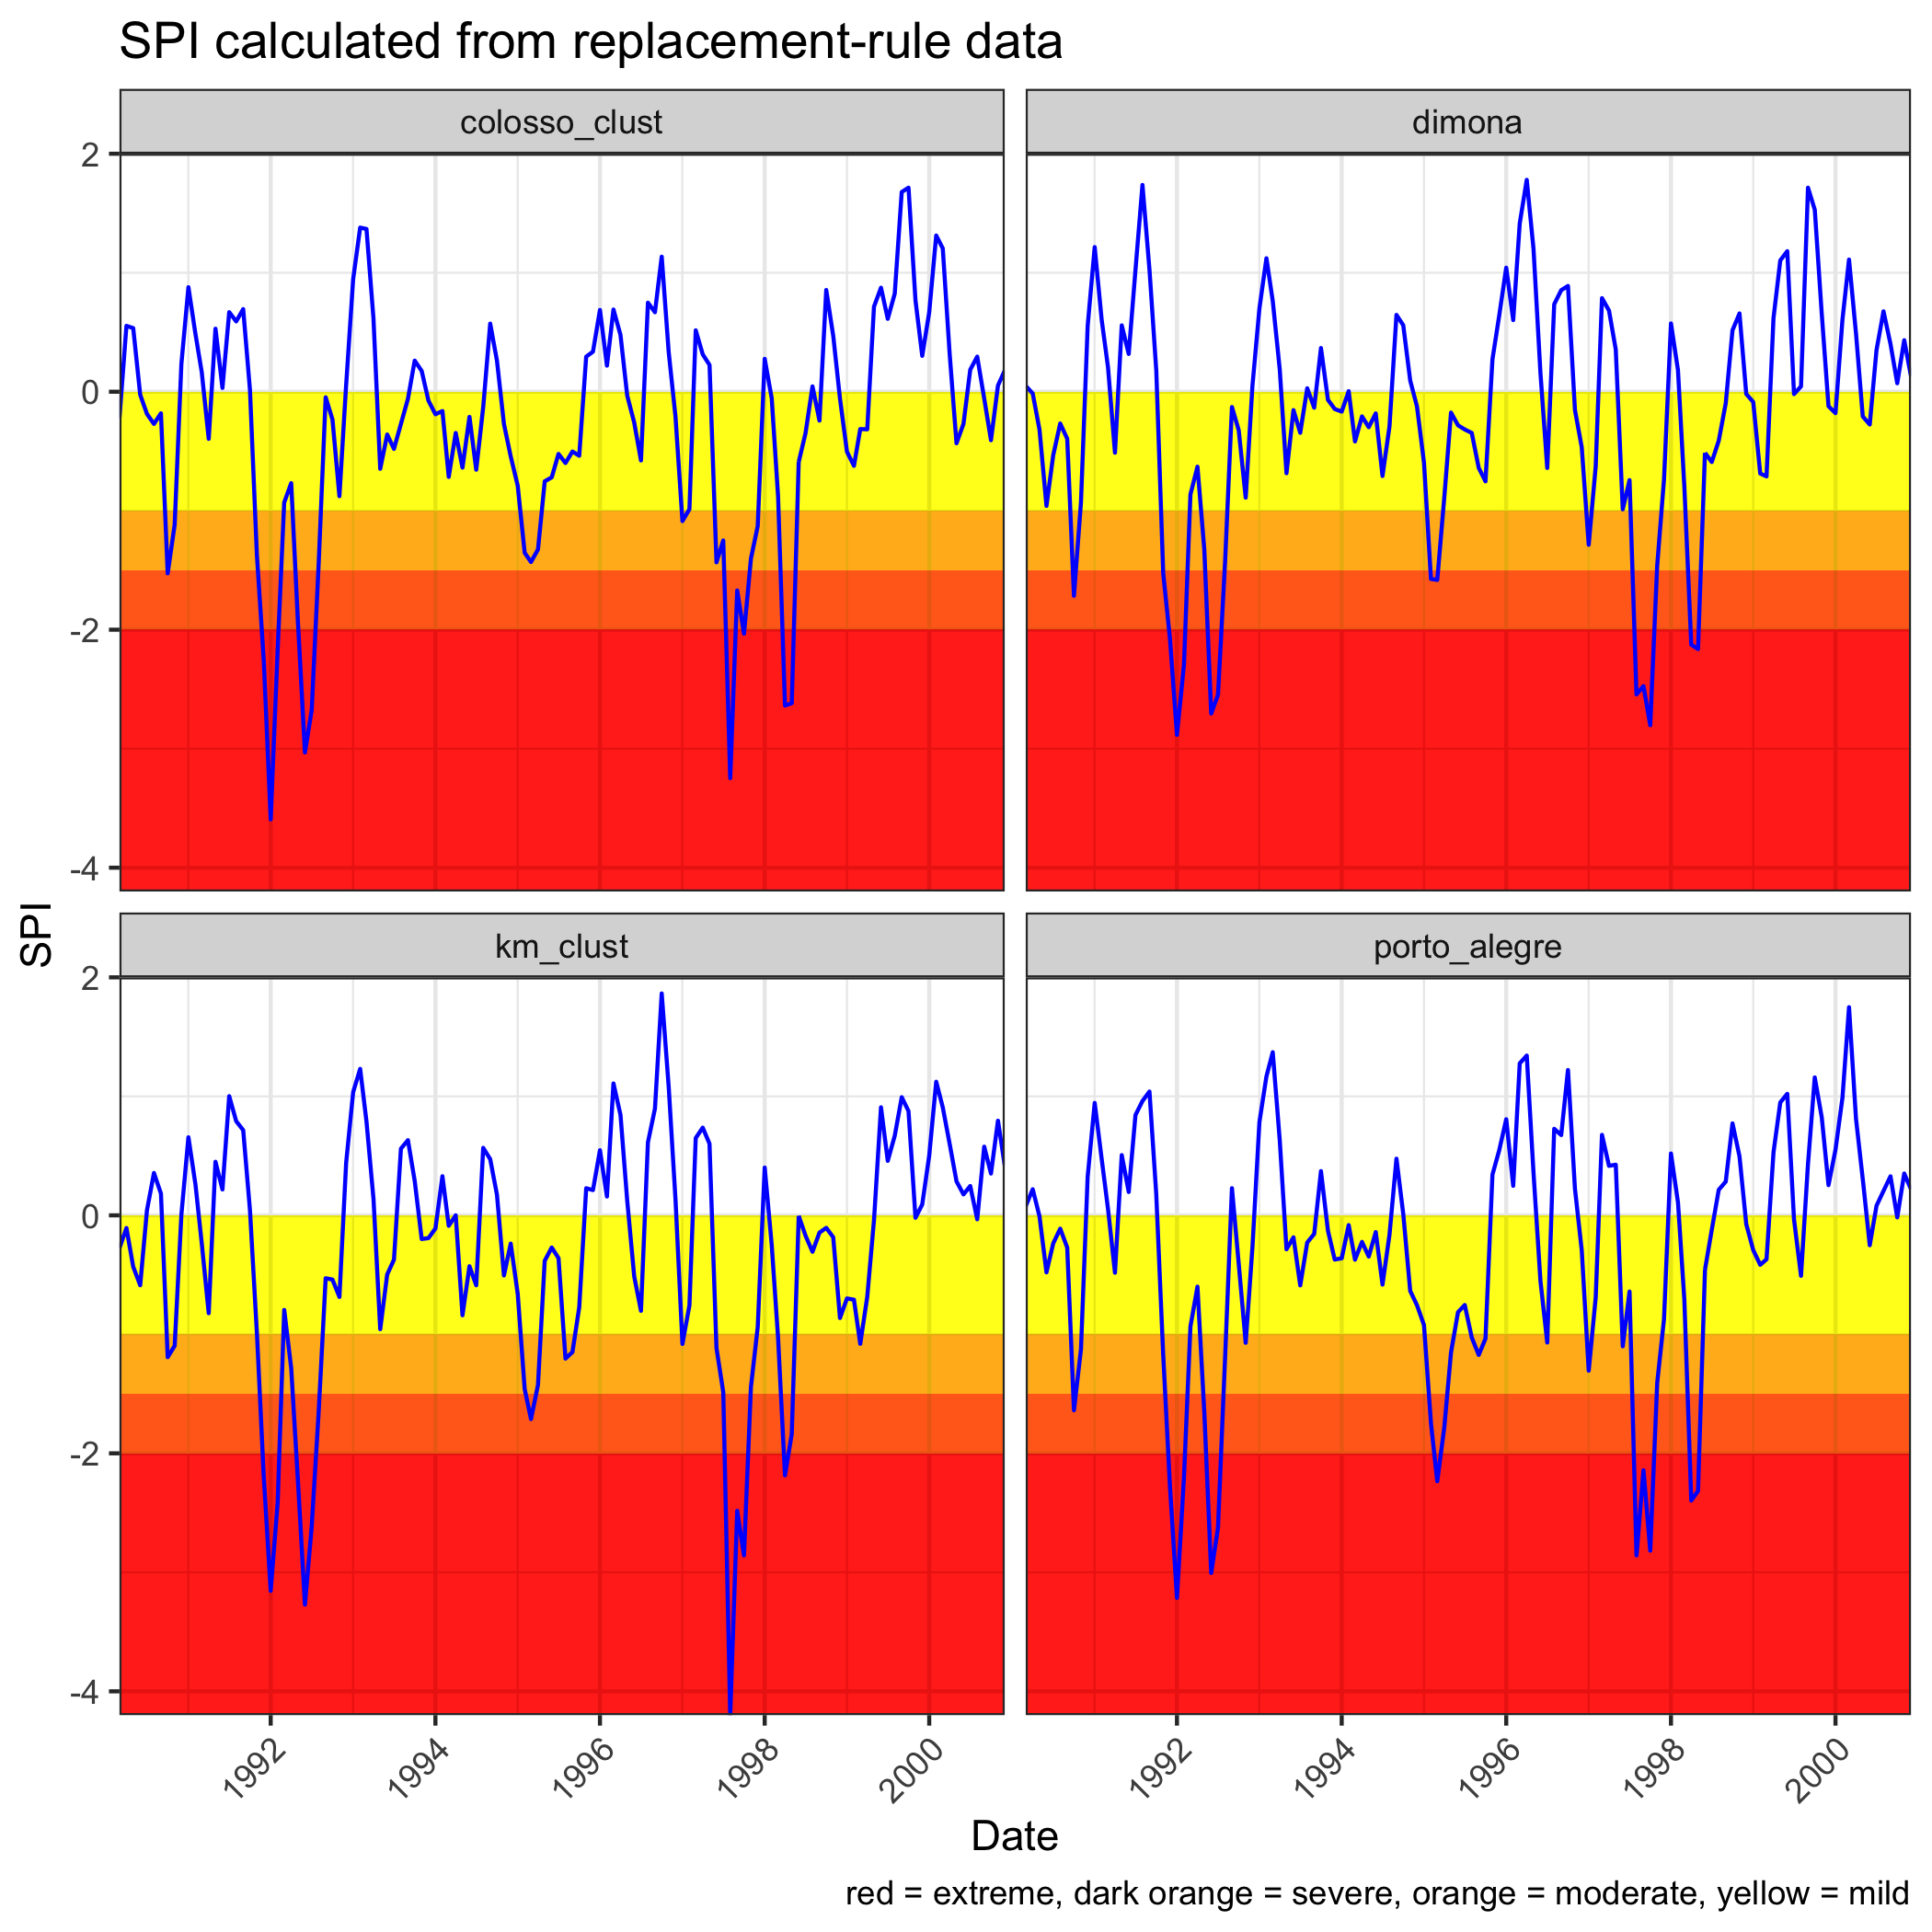 SPI calculated from replacement-rule data
colosso_clust
dimona
2
0
-2
-4
SPI
km_clust
porto_alegre
2
0
-2
-4
1992
1994
1996
1998
2000
1992
1994
1996
1998
2000
Date
red = extreme, dark orange = severe, orange = moderate, yellow = mild